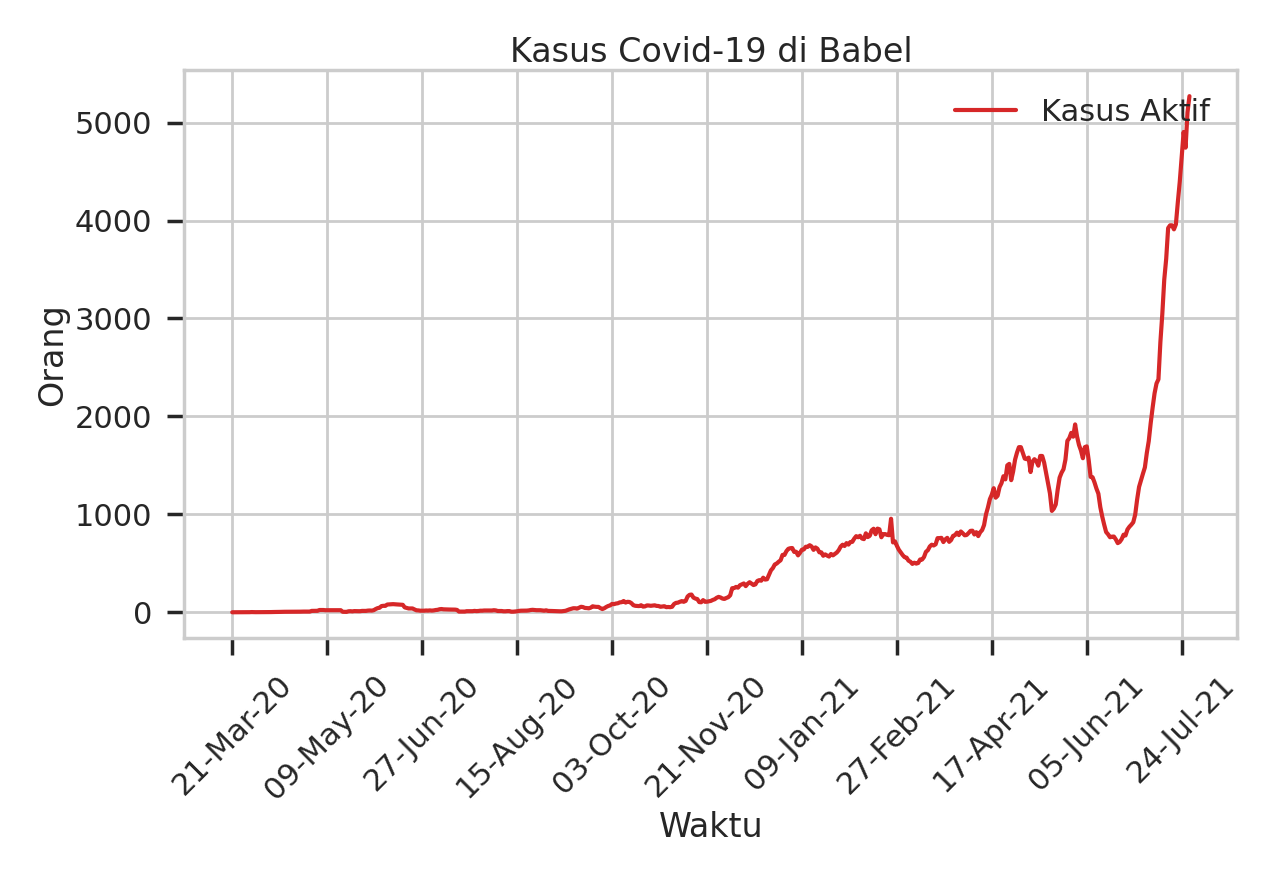 Kasus Covid-19 di Babel
Kasus Aktif
5000
4000
3000
2000
1000
0
Orang
21-Mar-20
09-May-20
27-Jun-20
15-Aug-20
03-Oct-20
21-Nov-20
09-Jan-21
27-Feb-21
17-Apr-21
05-Jun-21
24-Jul-21
Waktu